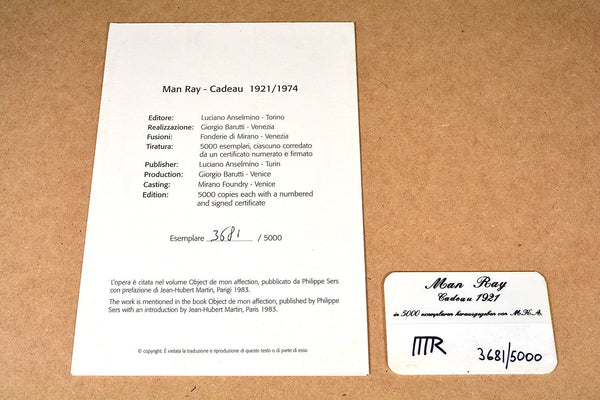 Man Ray - Cadeau 1921/1974
Editore: Luciano Anselmino - Torino
Realizzazione: Giorgio Barutti - Venezia
Fusioni: Fonderie di Mirano - Venezia
Tiratura: 5000 esemplari, ciascuno corredato
da un certificato numerato e firmato
Publisher: Luciano Anselmino - Turin
Production: Giorgio Barutti - Venice
Casting: Mirano Foundry - Venice
Edition: 5000 copies each with a numbered
and signed certificate
Esemplare 3681 / 5000
L'opera è citata nel volume Object de mon affection, pubblicato da Philippe Sers
con prefazione di Jean-Hubert Martin, Parigi 1983.
The work is mentioned in the book Object de mon affection, published by Philippe
Sers with an introduction by Jean-Hubert Martin, Paris 1983.
© copyright. È vietata la traduzione e riproduzione di questo testo o di parte di esso
Man Ray
Cadeau 1921
in 5000 exemplaren herausgegeben von M.H.A.
MR 3681/5000